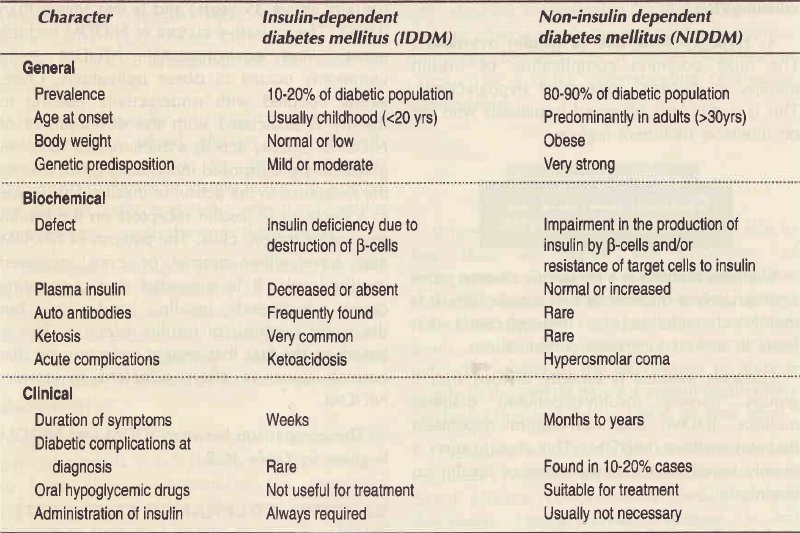 Character Insulin-dependent Non-insulin dependent
diabetes mellitus (IDDM) diabetes mellitus (NIDDM)
General
Prevalence 10-20% of diabetic population 80-90% of diabetic population
Age at onset Usually childhood (<20 yrs) Predominantly in adults (>30yrs)
Body weight Normal or low Obese
Genetic predisposition Mild or moderate Very strong
Biochemical
Defect Insulin deficiency due to Impairment in the production of
destruction of β-cells insulin by β-cells and/or
resistance of target cells to insulin
Plasma insulin Decreased or absent Normal or increased
Auto antibodies Frequently found Rare
Ketosis Very common Rare
Acute complications Ketoacidosis Hyperosmolar coma
Clinical
Duration of symptoms Weeks Months to years
Diabetic complications at
diagnosis Rare Found in 10-20% cases
Oral hypoglycemic drugs Not useful for treatment Suitable for treatment
Administration of insulin Always required Usually not necessary